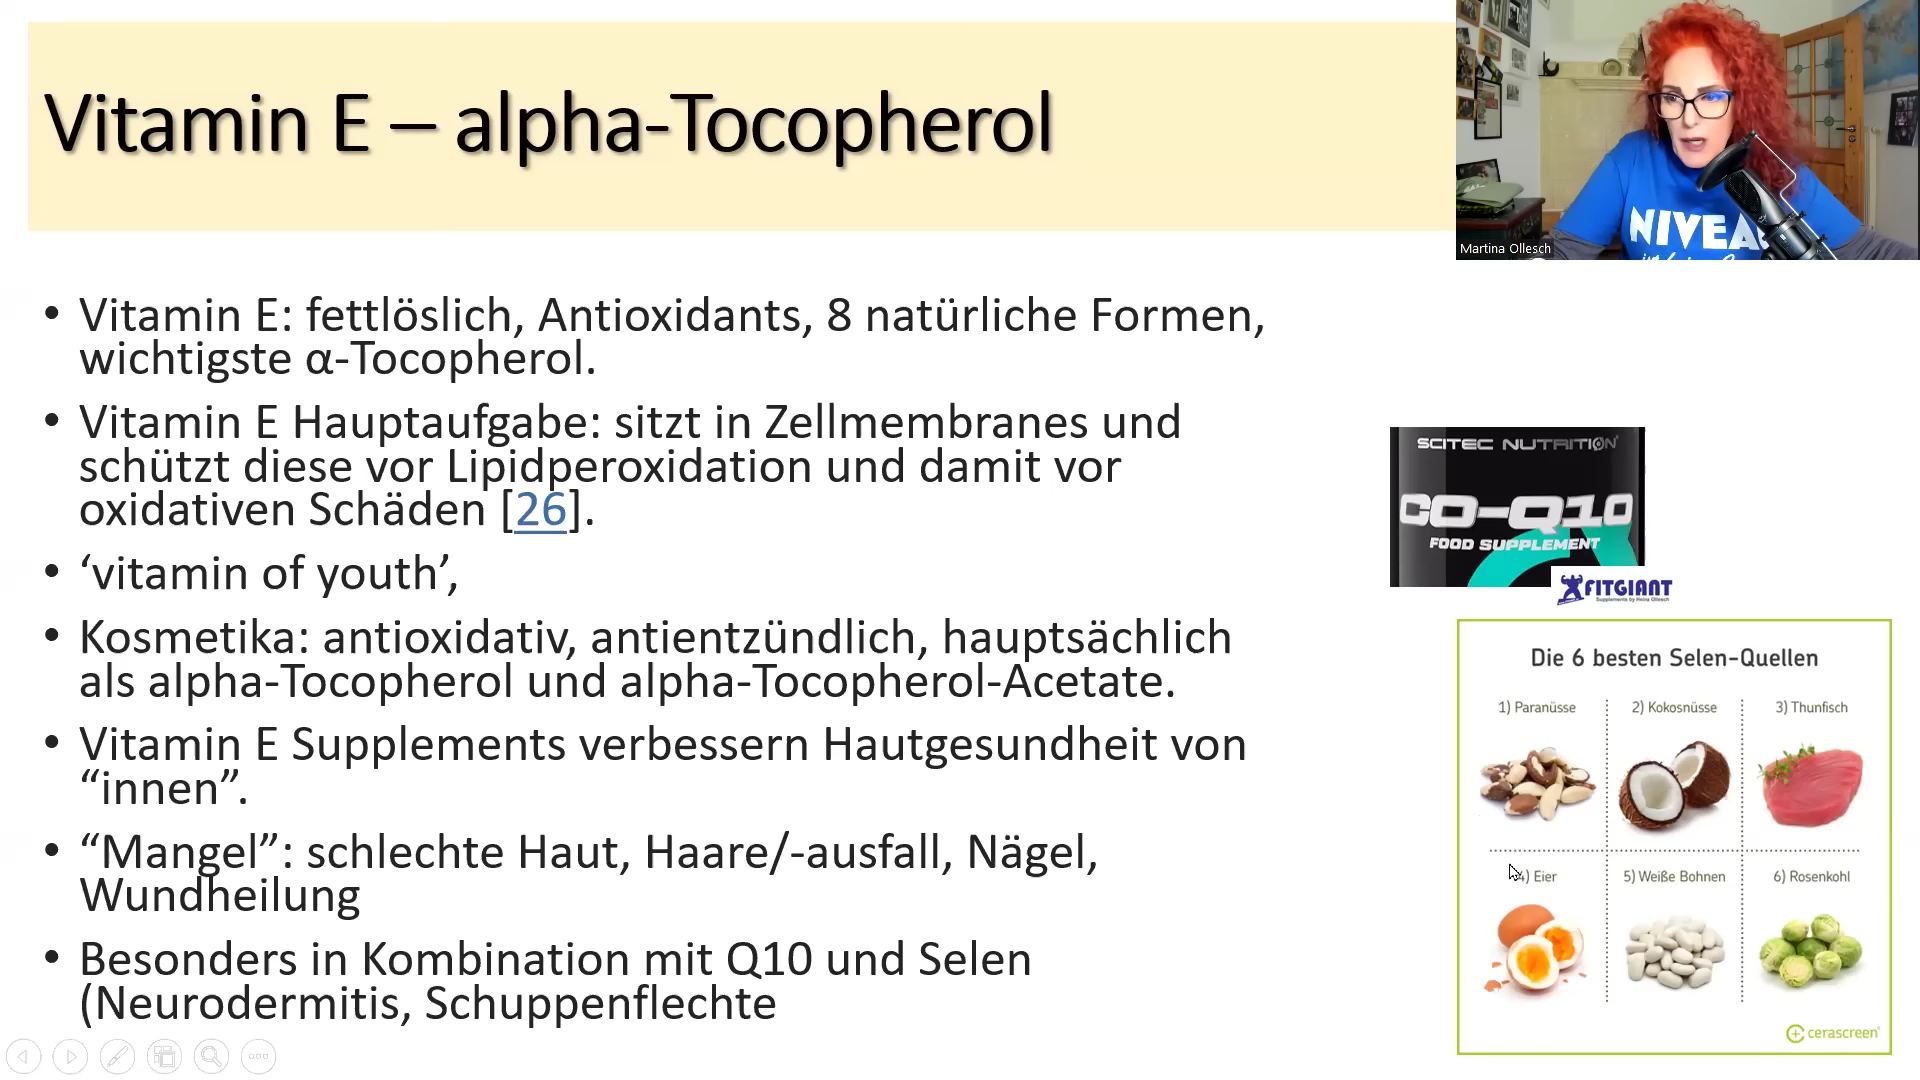 Vitamin E – alpha-Tocopherol
NIVEA
Martina Ollesch
• Vitamin E: fettlöslich, Antioxidants, 8 natürliche Formen,
wichtigste α-Tocopherol.
• Vitamin E Hauptaufgabe: sitzt in Zellmembranes und
schützt diese vor Lipidperoxidation und damit vor
oxidativen Schäden [26].
• ‘vitamin of youth’,
• Kosmetika: antioxidativ, antientzündlich, hauptsächlich
als alpha-Tocopherol und alpha-Tocopherol-Acetate.
• Vitamin E Supplements verbessern Hautgesundheit von
“innen”.
• “Mangel”: schlechte Haut, Haare/-ausfall, Nägel,
Wundheilung
• Besonders in Kombination mit Q10 und Selen
(Neurodermitis, Schuppenflechte
SCITEC NUTRITION
CO-Q10
FOOD SUPPLEMENT
FITGIANT
Supplements by Heinz Ollesch
Die 6 besten Selen-Quellen
1) Paranüsse
2) Kokosnüsse
3) Thunfisch
4) Eier
5) Weiße Bohnen
6) Rosenkohl
cerascreen